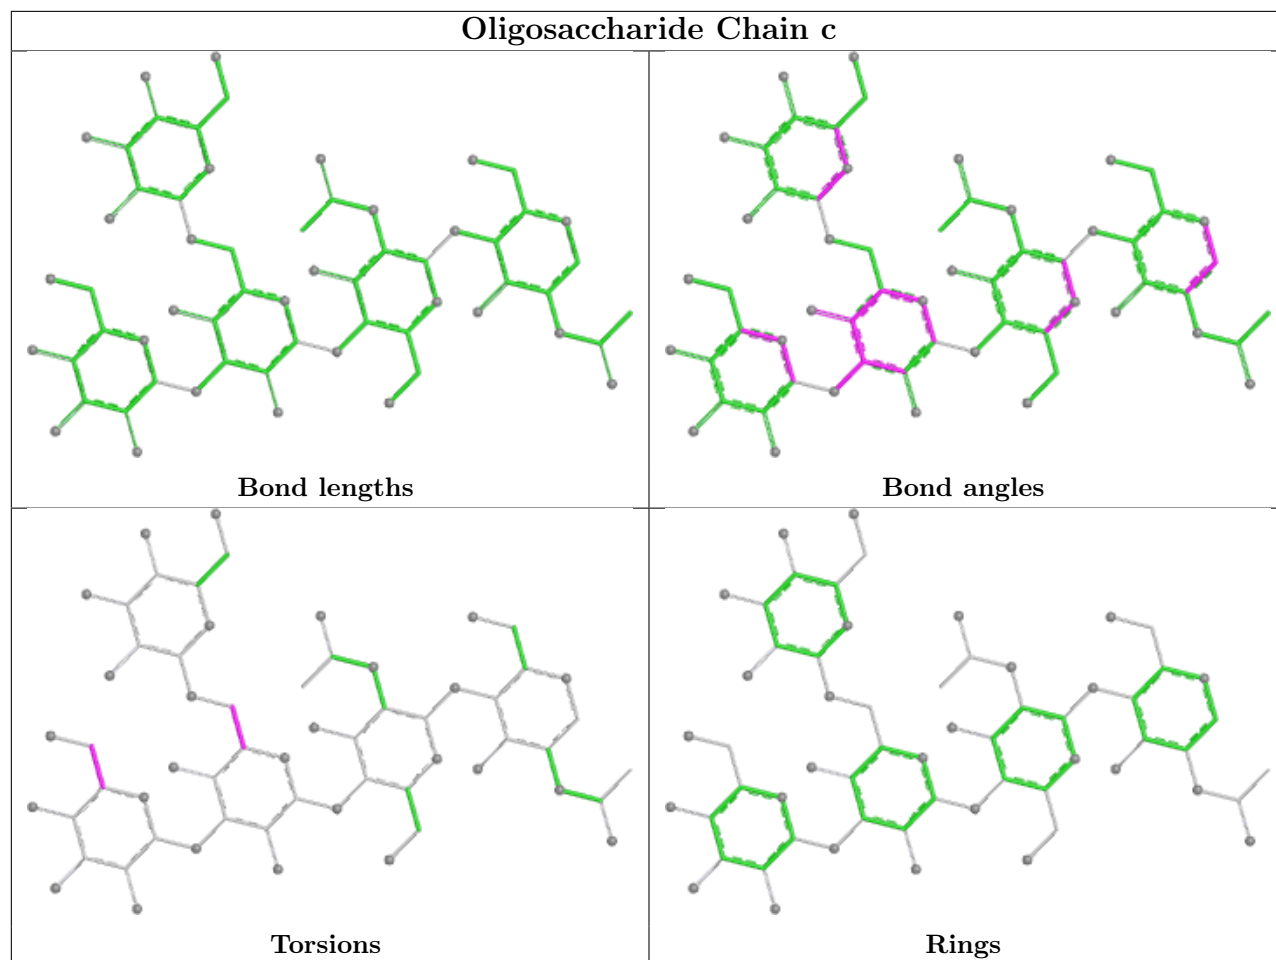 Oligosaccharide Chain c
Bond lengths
Bond angles
Torsions
Rings